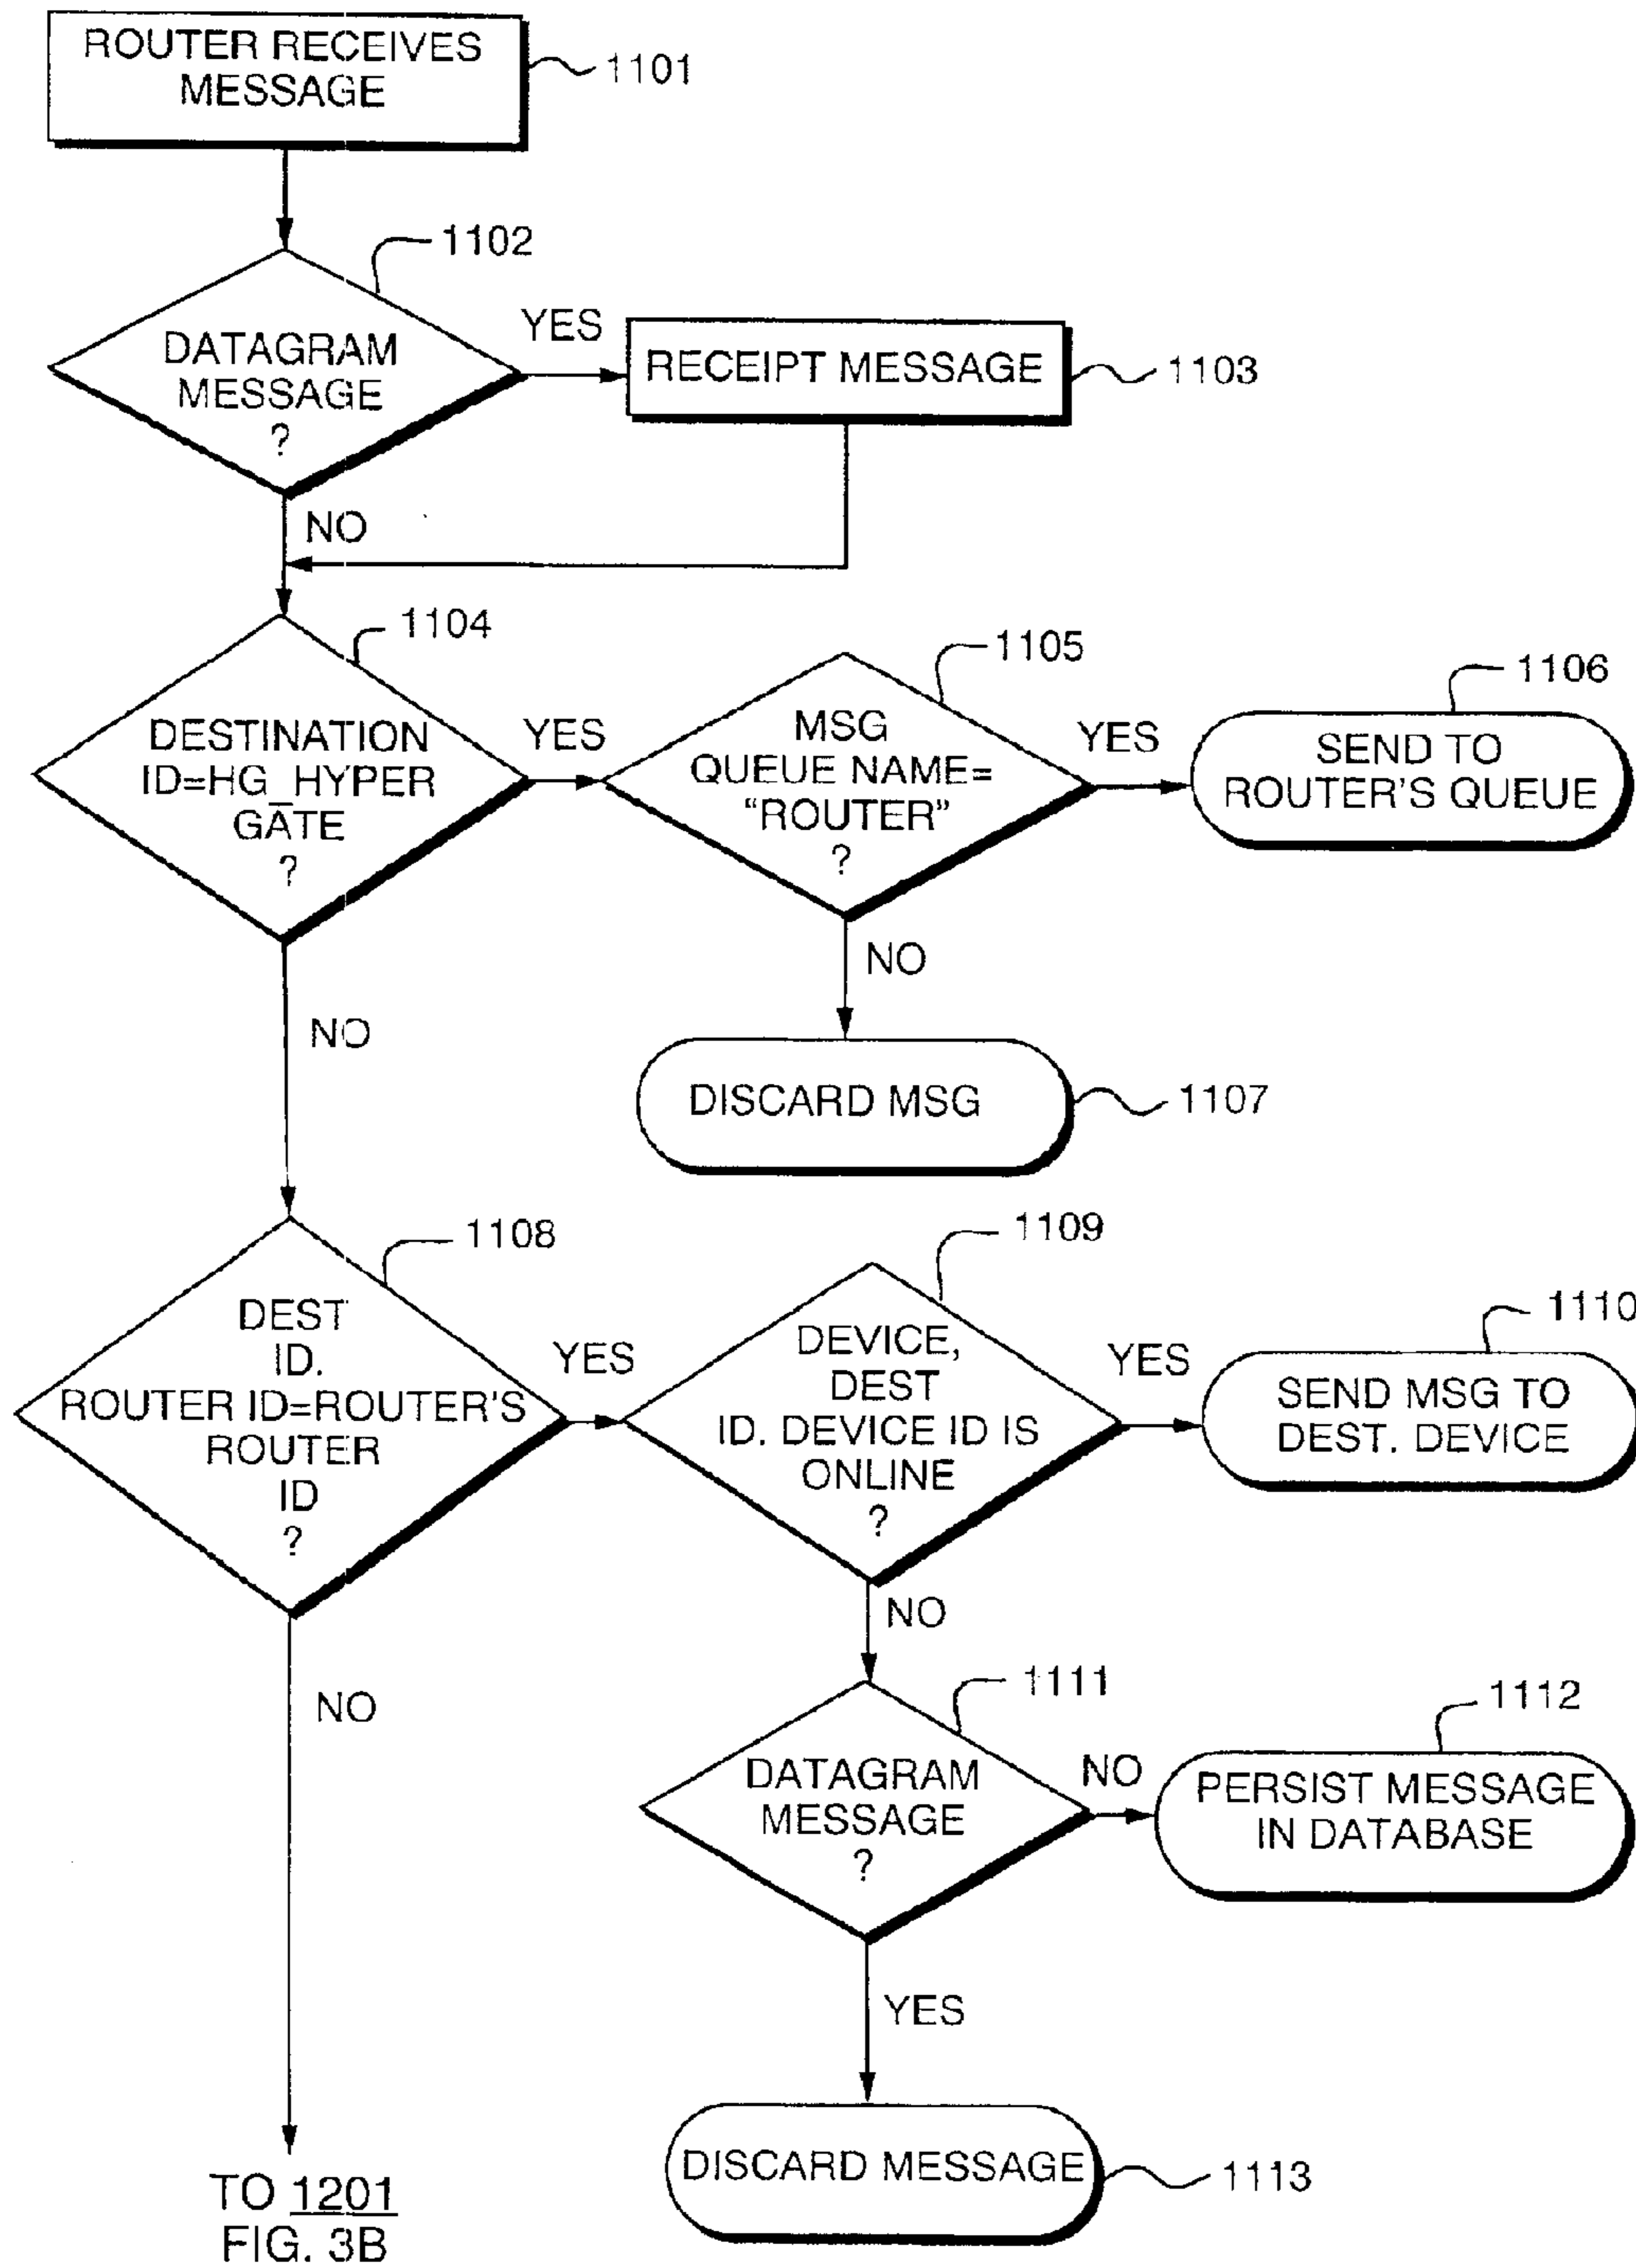 ROUTER RECEIVES
MESSAGE
1101
1102
DATAGRAM
MESSAGE
?
YES
RECEIPT MESSAGE
1103
NO
1104
DESTINATION
ID=HG_HYPER
GATE
?
YES
1105
MSG
QUEUE NAME=
“ROUTER”
?
YES
1106
SEND TO
ROUTER'S QUEUE
NO
DISCARD MSG
1107
NO
1108
DEST
ID.
ROUTER ID=ROUTER'S
ROUTER
ID
?
YES
1109
DEVICE,
DEST
ID. DEVICE ID IS
ONLINE
?
YES
1110
SEND MSG TO
DEST. DEVICE
NO
1111
DATAGRAM
MESSAGE
?
NO
1112
PERSIST MESSAGE
IN DATABASE
YES
DISCARD MESSAGE
1113
NO
TO 1201
FIG. 3B